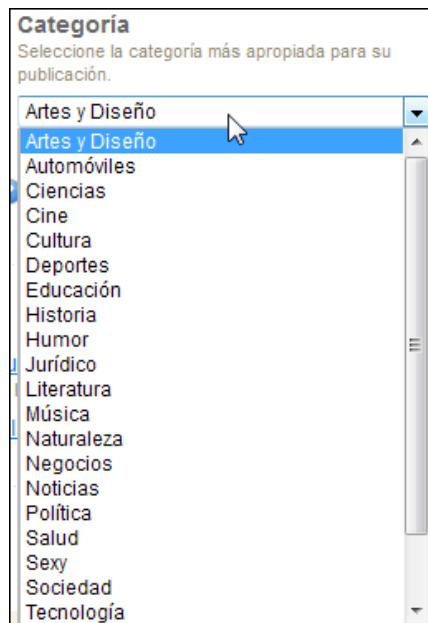 Categoría
Seleccione la categoría más apropiada para su
publicación.
Artes y Diseño
Artes y Diseño
Automóviles
Ciencias
Cine
Cultura
Deportes
Educación
Historia
Humor
Jurídico
Literatura
Música
Naturaleza
Negocios
Noticias
Política
Salud
Sexy
Sociedad
Tecnología